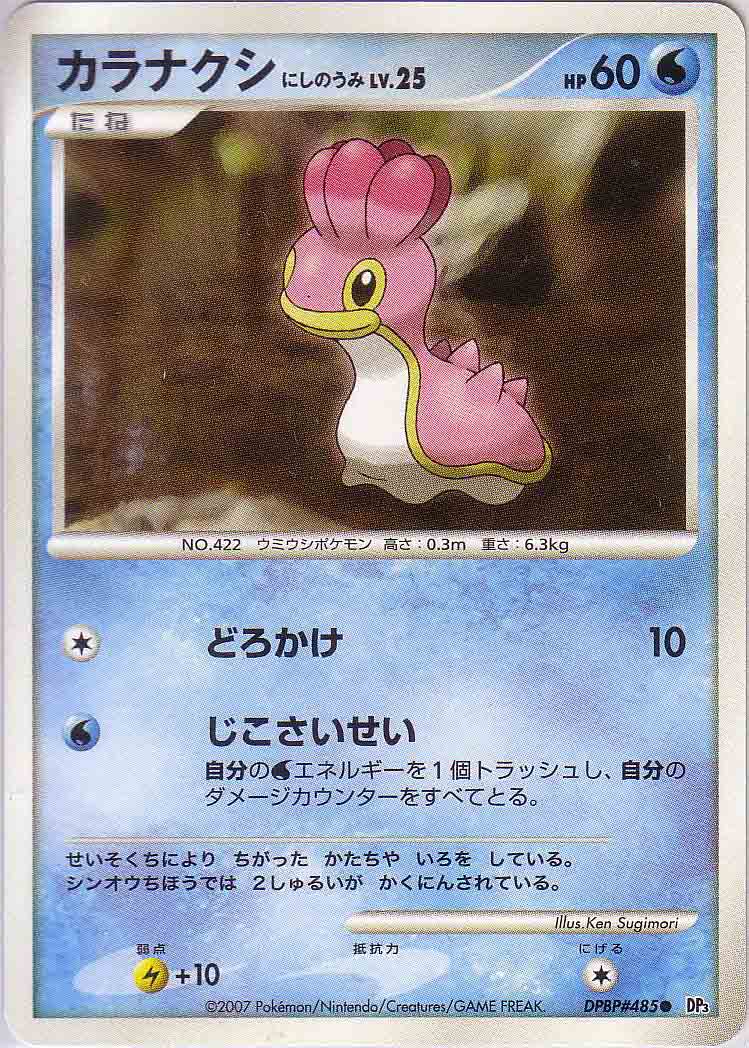 カラナクシ にしのうみ LV.25 HP 60
たね
NO.422 ウミウシポケモン 高さ:0.3m 重さ:6.3kg
どろかけ 10
じこさいせい
自分のエネルギーを1個トラッシュし、自分の
ダメージカウンターをすべてとる。
せいそくちにより ちがった かたちや いろを している。
シンオウちほうでは 2しゅるいが かくにんされている。
Illus.Ken Sugimori
弱点 抵抗力 にげる
+10
©2007 Pokémon/Nintendo/Creatures/GAME FREAK. DPBP#485 DP3